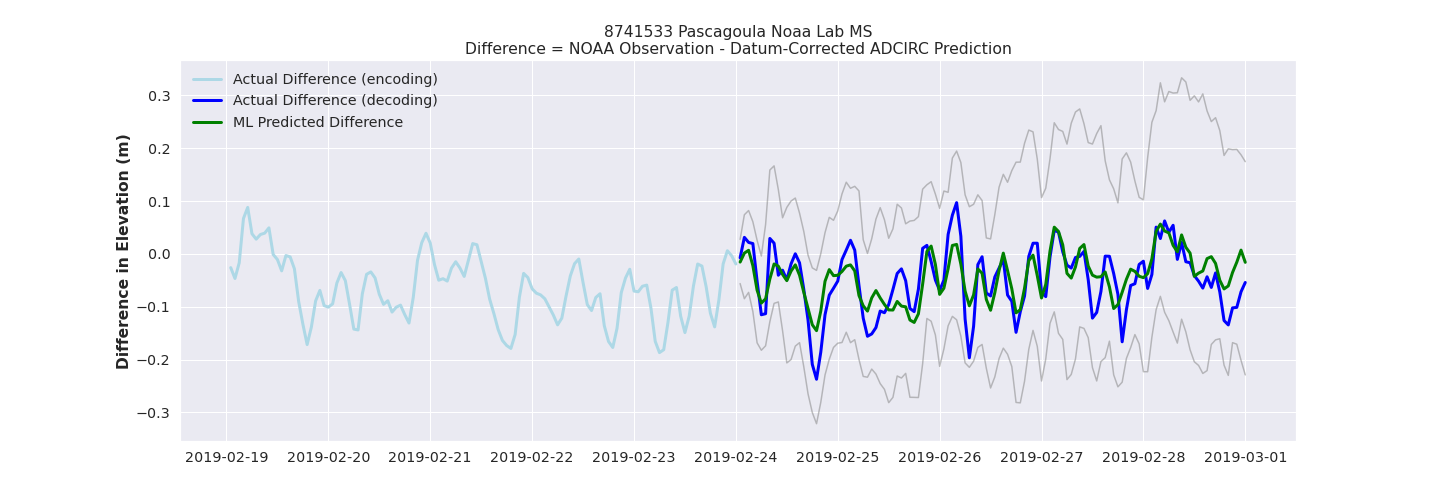 8741533 Pascagoula Noaa Lab MS
Difference = NOAA Observation - Datum-Corrected ADCIRC Prediction
Actual Difference (encoding)
Actual Difference (decoding)
ML Predicted Difference
Difference in Elevation (m)
0.3
0.2
0.1
0.0
−0.1
−0.2
−0.3
2019-02-19 2019-02-20 2019-02-21 2019-02-22 2019-02-23 2019-02-24 2019-02-25 2019-02-26 2019-02-27 2019-02-28 2019-03-01